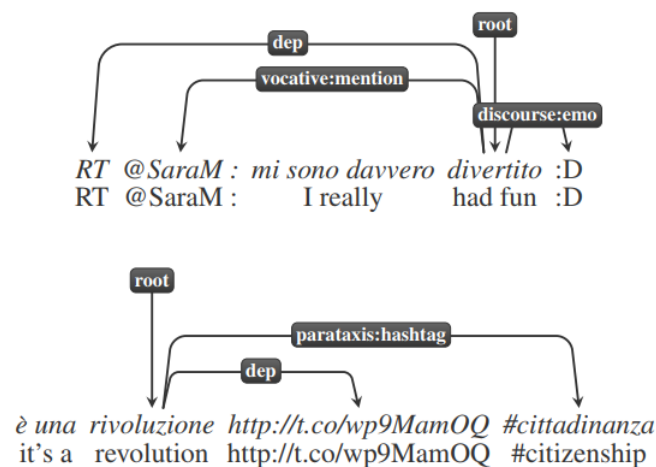 root
dep
vocative:mention
discourse:emo
RT @SaraM : mi sono davvero divertito :D
RT @SaraM : I really had fun :D
root
parataxis:hashtag
dep
è una rivoluzione http://t.co/wp9MamOQ #cittadinanza
it's a revolution http://t.co/wp9MamOQ #citizenship